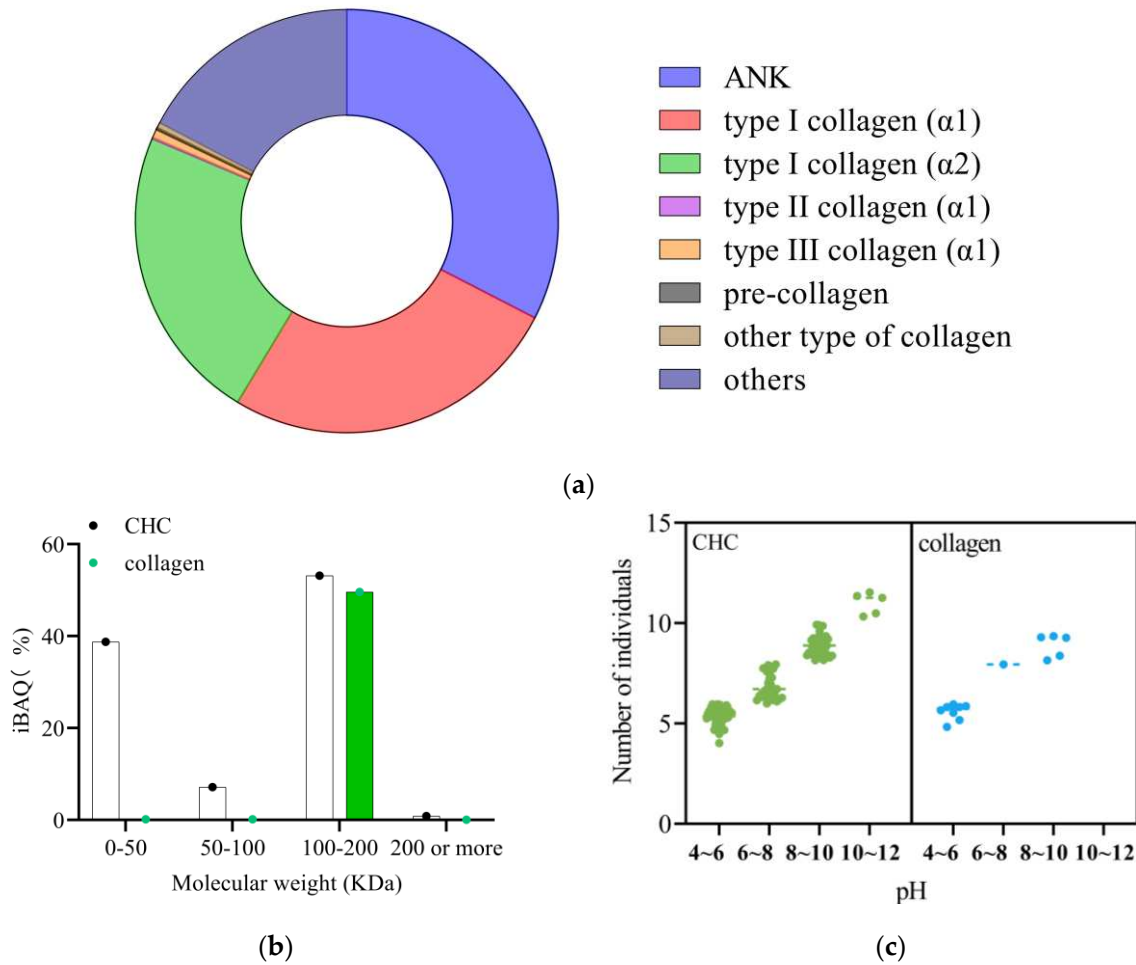 ANK
type I collagen (α1)
type I collagen (α2)
type II collagen (α1)
type III collagen (α1)
pre-collagen
other type of collagen
others
(a)
CHC
collagen
iBAQ( %)
60
40
20
0
0-50 50-100 100-200 200 or more
Molecular weight (KDa)
(b)
Number of individuals
15
10
5
0
CHC collagen
4~6 6~8 8~10 10~12 4~6 6~8 8~10 10~12
pH
(c)